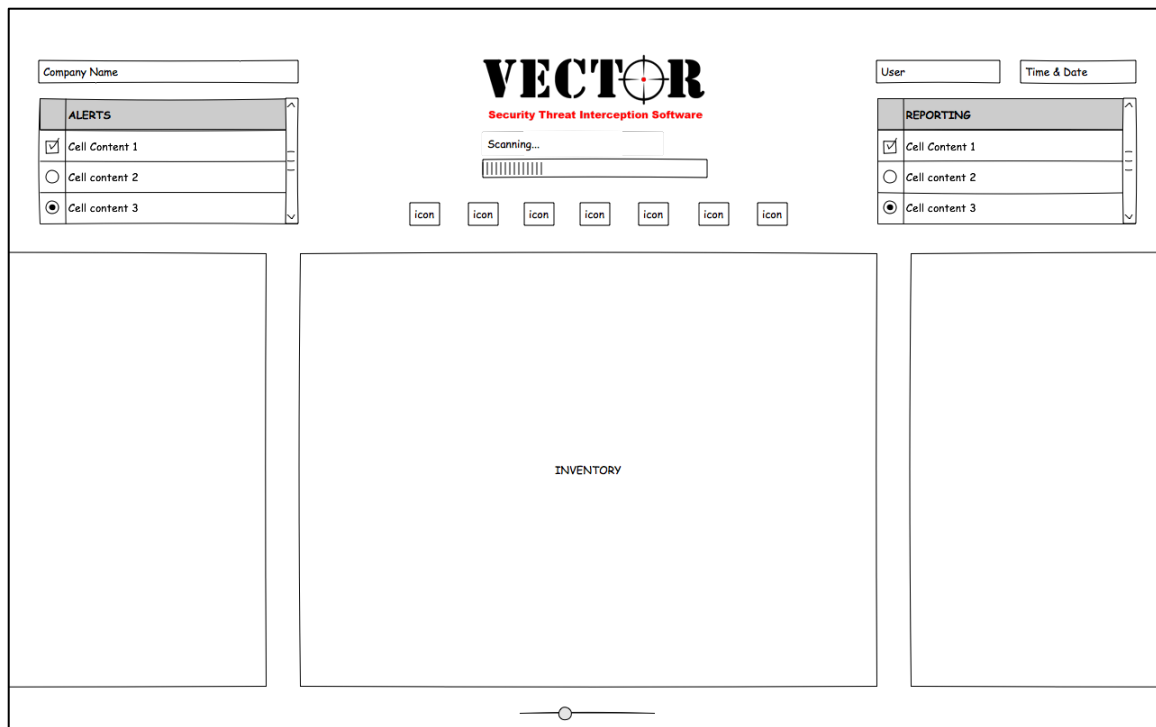 Company Name
VECTOR
Security Threat Interception Software
User
Time & Date
ALERTS
Cell Content 1
Cell content 2
Cell content 3
Scanning...
icon icon icon icon icon icon icon
REPORTING
Cell Content 1
Cell content 2
Cell content 3
INVENTORY